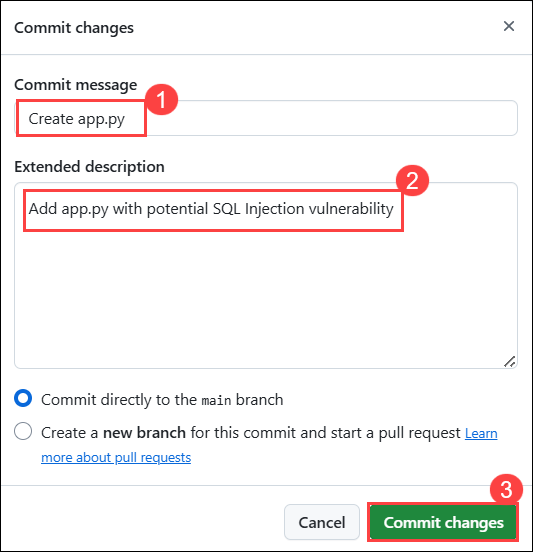 Commit changes
Commit message
1
Create app.py
Extended description
2
Add app.py with potential SQL Injection vulnerability
Commit directly to the main branch
Create a new branch for this commit and start a pull request Learn
more about pull requests
3
Cancel
Commit changes